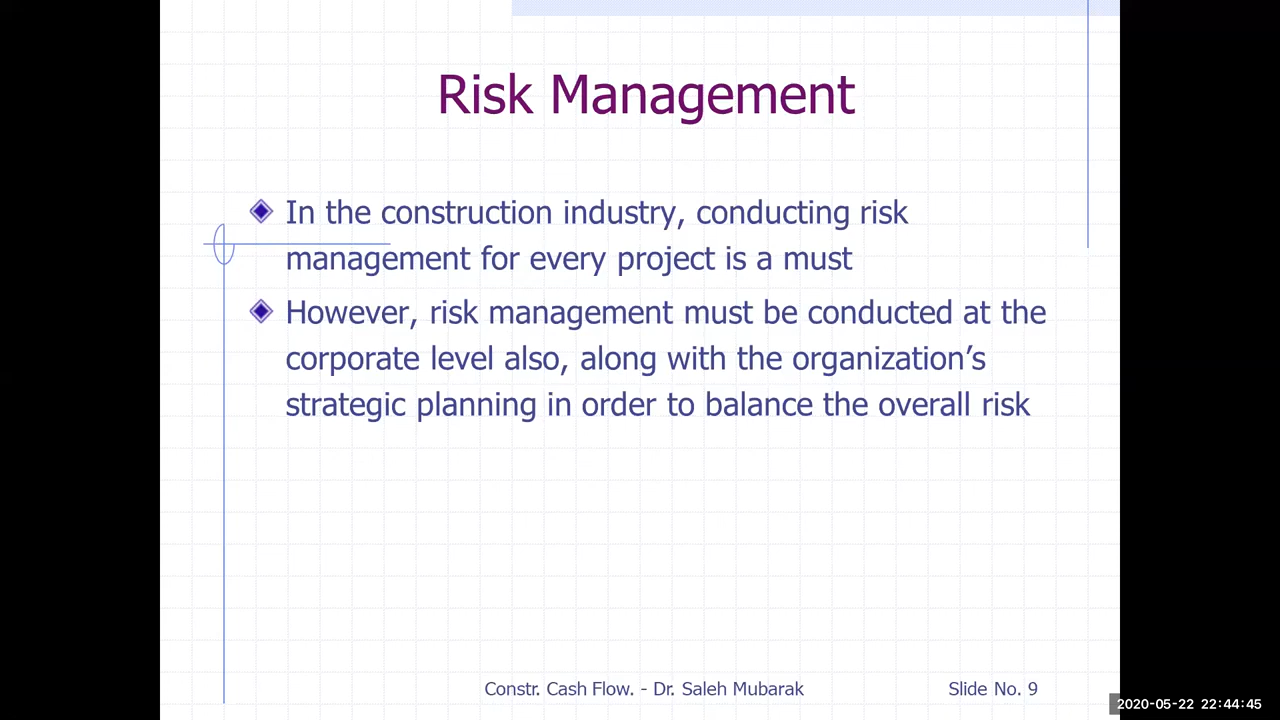 Risk Management
In the construction industry, conducting risk
management for every project is a must
However, risk management must be conducted at the
corporate level also, along with the organization’s
strategic planning in order to balance the overall risk
Constr. Cash Flow. - Dr. Saleh Mubarak
Slide No. 9
2020-05-22 22:44:45